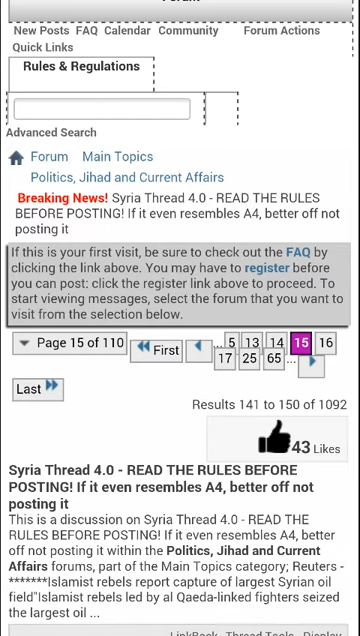 New Posts FAQ Calendar Community Forum Actions
Quick Links
Rules & Regulations
Advanced Search
Forum Main Topics
Politics, Jihad and Current Affairs
Breaking News! Syria Thread 4.0 - READ THE RULES
BEFORE POSTING! If it even resembles A4, better off not
posting it
If this is your first visit, be sure to check out the FAQ by
clicking the link above. You may have to register before
you can post: click the register link above to proceed. To
start viewing messages, select the forum that you want to
visit from the selection below.
Page 15 of 110 First ... 5 13 14 15 16
17 25 65 ...
Last
Results 141 to 150 of 1092
43 Likes
Syria Thread 4.0 - READ THE RULES BEFORE
POSTING! If it even resembles A4, better off not
posting it
This is a discussion on Syria Thread 4.0 - READ THE
RULES BEFORE POSTING! If it even resembles A4, better
off not posting it within the Politics, Jihad and Current
Affairs forums, part of the Main Topics category; Reuters -
*******Islamist rebels report capture of largest Syrian oil
field"Islamist rebels led by al Qaeda-linked fighters seized
the largest oil ...
LinkBack Thread Tools Display